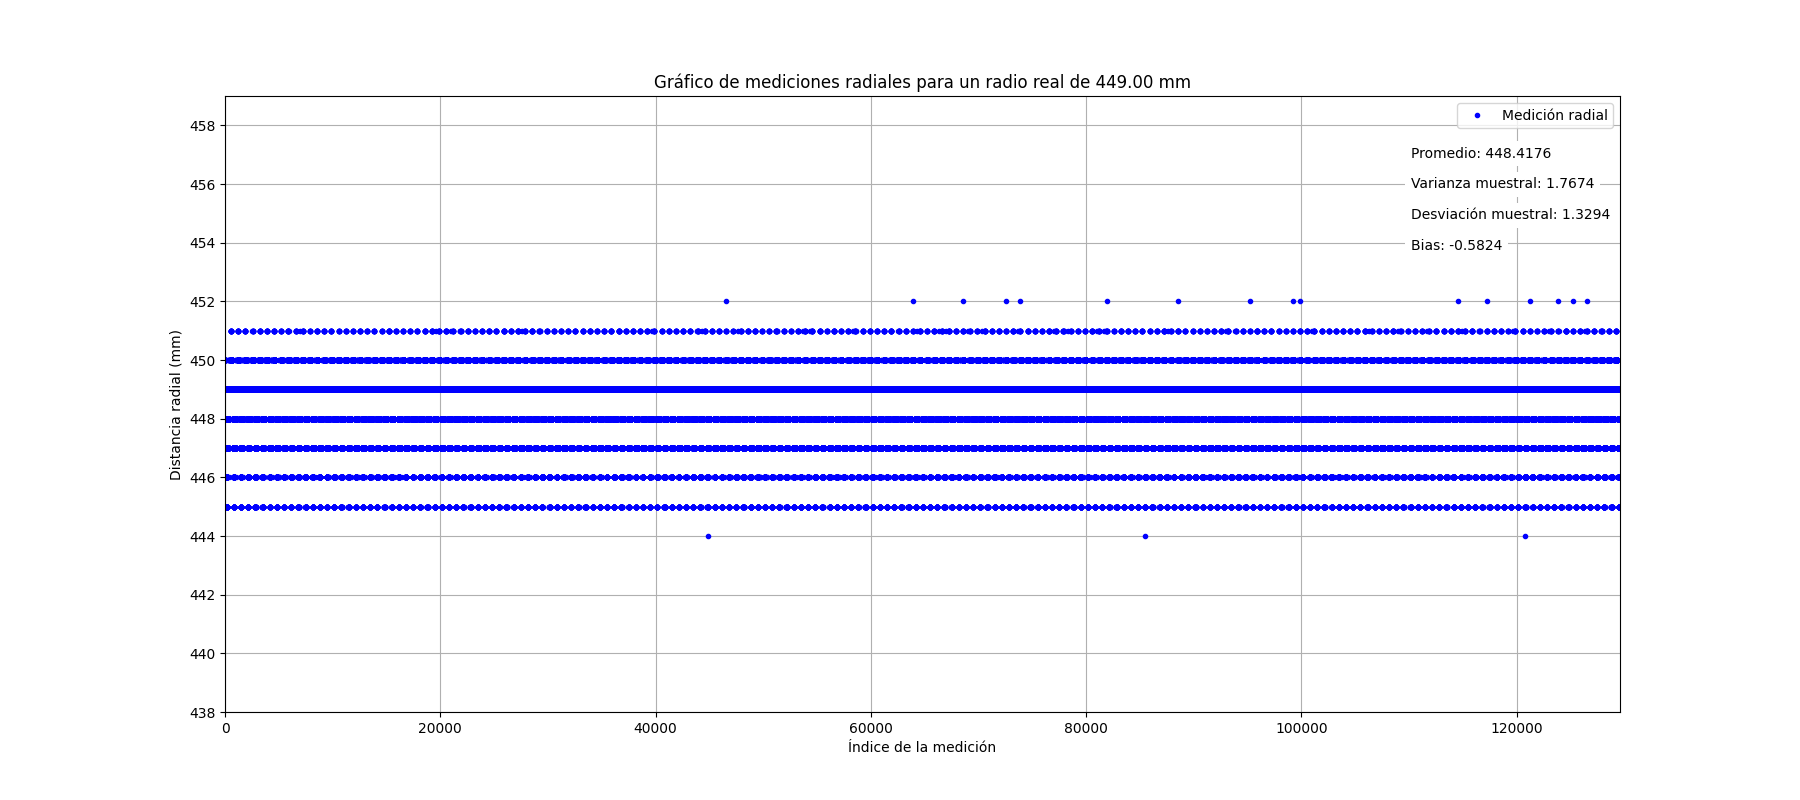 Gráfico de mediciones radiales para un radio real de 449.00 mm
Medición radial
Promedio: 448.4176
Varianza muestral: 1.7674
Desviación muestral: 1.3294
Bias: -0.5824
Distancia radial (mm)
458
456
454
452
450
448
446
444
442
440
438
0
20000
40000
60000
80000
100000
120000
Índice de la medición